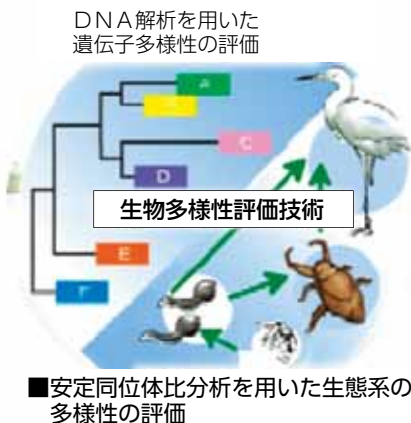 ＤＮＡ解析を用いた
遺伝子多様性の評価
A
C
D
生物多様性評価技術
E
F
■安定同位体比分析を用いた生態系の
多様性の評価